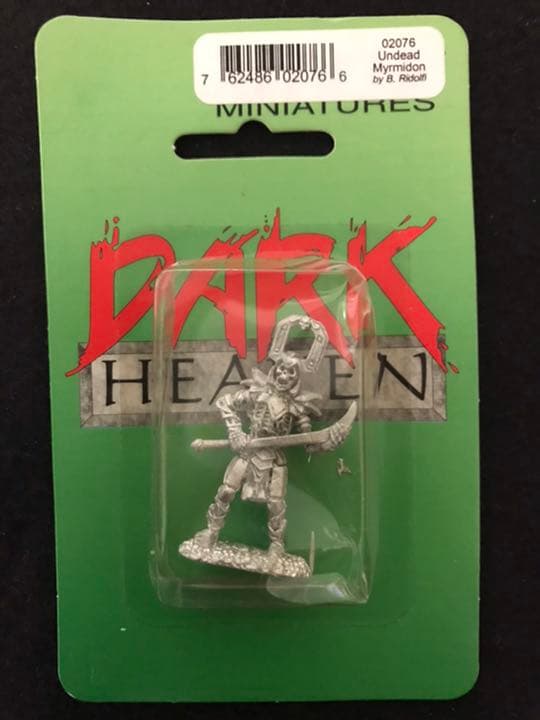 02076
Undead
Myrmidon
by B. Ridolfi
7 62486 02076 6
MINIATURES
DARK
HEAVEN